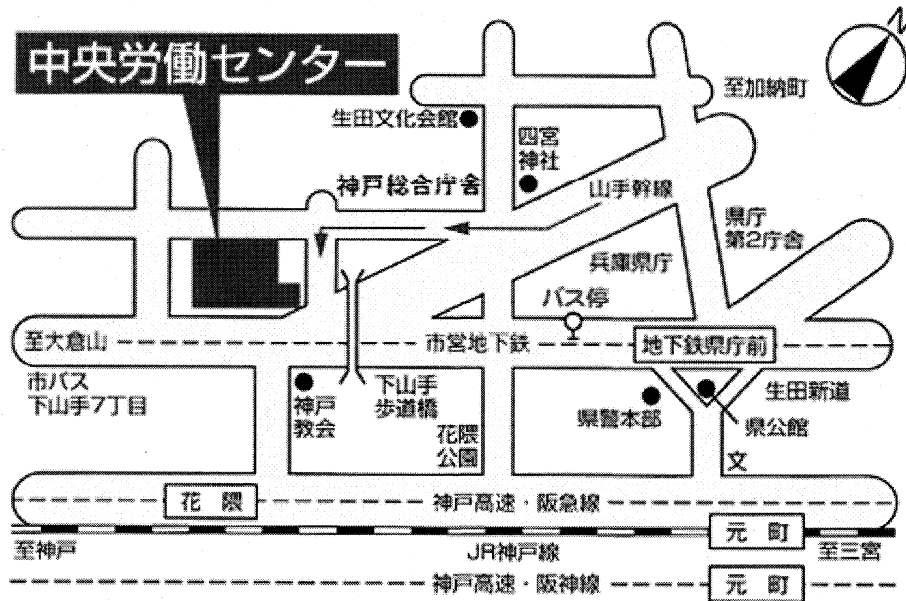 N
中央労働センター
至加納町
生田文化会館
四宮
神社
神戸総合庁舎
山手幹線
県庁
第2庁舎
兵庫県庁
バス停
至大倉山
市営地下鉄
地下鉄県庁前
市バス
下山手7丁目
神戸
教会
下山手
歩道橋
花隈
公園
県警本部
生田新道
県公館
文
花隈
神戸高速・阪急線
元町
至神戸
JR神戸線
至三宮
神戸高速・阪神線
元町